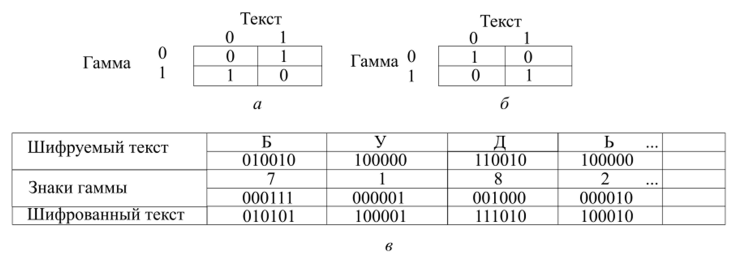 Текст
0 1
Гамма 0 0 1
1 1 0
а
Текст
0 1
Гамма 0 1 0
1 0 1
б
Шифруемый текст Б У Д Ь ...
010010 100000 110010 100000
Знаки гаммы 7 1 8 2 ...
000111 000001 001000 000010
Шифрованный текст 010101 100001 111010 100010
в